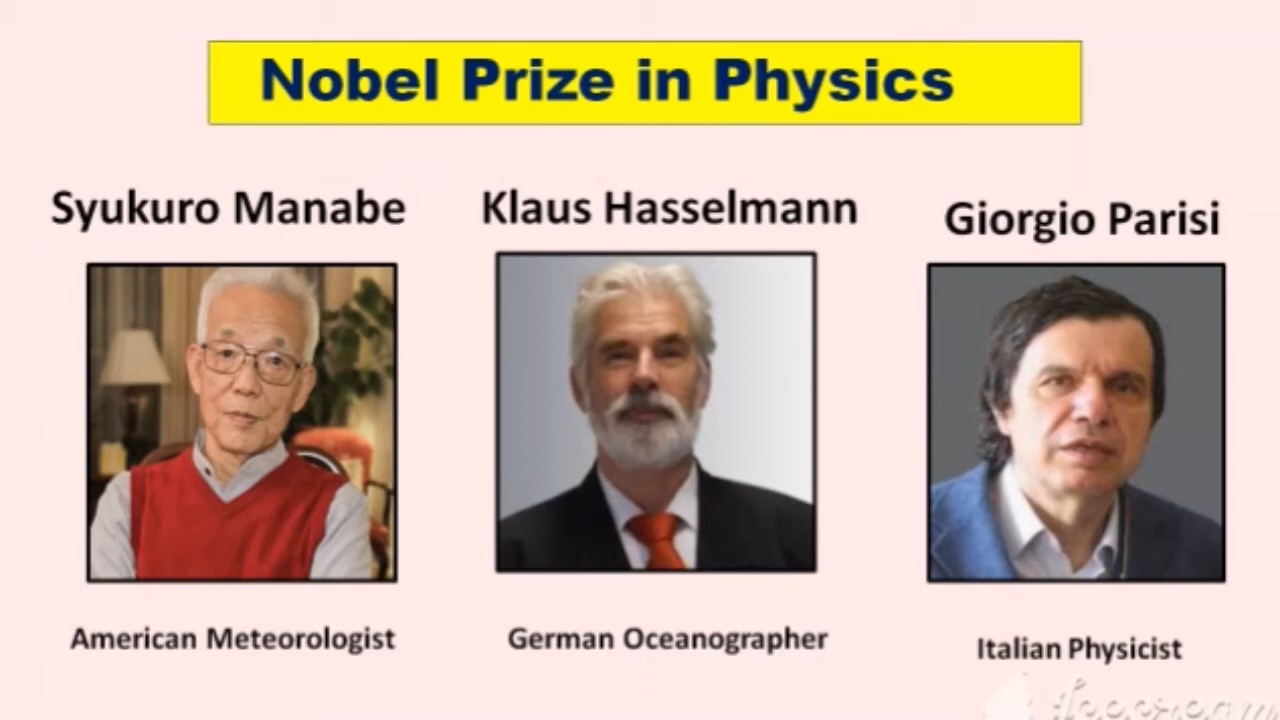 Nobel Prize in Physics
Syukuro Manabe
Klaus Hasselmann
Giorgio Parisi
American Meteorologist
German Oceanographer
Italian Physicist